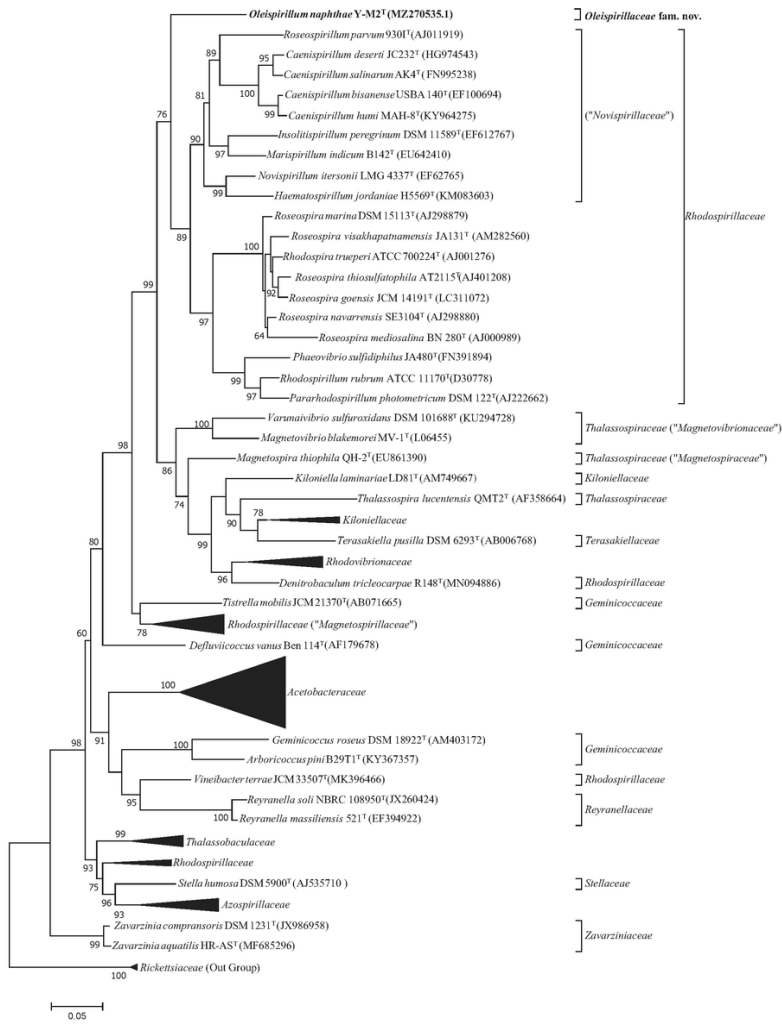 Oleispirillum naphthae Y-M2ᵀ (MZ270535.1)
Oleispirillaceae fam. nov.
Roseospirillum parvum 930Iᵀ(AJ011919)
89
Caenispirillum deserti JC232ᵀ (HG974543)
95
Caenispirillum salinarum AK4ᵀ (FN995238)
100
Caenispirillum bisanense USBA 140ᵀ(EF100694)
81
("Novispirillaceae")
Caenispirillum humi MAH-8ᵀ(KY964275)
99
76
Insolitispirillum peregrinum DSM 11589ᵀ(EF612767)
90
Marispirillum indicum B142ᵀ (EU642410)
97
Novispirillum itersonii LMG 4337ᵀ (EF62765)
Haematospirillum jordaniae H5569ᵀ(KM083603)
99
Roseospira marina DSM 15113ᵀ(AJ298879)
Rhodospirillaceae
89
Roseospira visakhapatnamensis JA131ᵀ (AM282560)
100
Rhodospira trueperi ATCC 700224ᵀ (AJ001276)
Roseospira thiosulfatophila AT2115ᵀ(AJ401208)
99
92
Roseospira goensis JCM 14191ᵀ (LC311072)
Roseospira navarrensis SE3104ᵀ (AJ298880)
97
64
Roseospira mediosalina BN 280ᵀ (AJ000989)
Phaeovibrio sulfidiphilus JA480ᵀ(FN391894)
99
Rhodospirillum rubrum ATCC 11170ᵀ(D30778)
97
Pararhodospirillum photometricum DSM 122ᵀ(AJ222662)
Varunaivibrio sulfuroxidans DSM 101688ᵀ (KU294728)
100
Thalassospiraceae ("Magnetovibrionaceae")
Magnetovibrio blakemorei MV-1ᵀ (L06455)
98
Magnetospira thiophila QH-2ᵀ(EU861390)
Thalassospiraceae ("Magnetospiraceae")
86
Kiloniella laminariae LD81ᵀ (AM749667)
Kiloniellaceae
Thalassospira lucentensis QMT2ᵀ (AF358664)
Thalassospiraceae
74
78
Kiloniellaceae
90
Terasakiella pusilla DSM 6293ᵀ (AB006768)
Terasakiellaceae
80
99
Rhodovibrionaceae
96
Denitrobaculum tricleocarpae R148ᵀ(MN094886)
Rhodospirillaceae
Tistrella mobilis JCM 21370ᵀ(AB071665)
Geminicoccaceae
Rhodospirillaceae ("Magnetospirillaceae")
78
60
Defluviicoccus vanus Ben 114ᵀ(AF179678)
Geminicoccaceae
100
Acetobacteraceae
91
Geminicoccus roseus DSM 18922ᵀ(AM403172)
98
100
Geminicoccaceae
Arboricoccus pini B29T1ᵀ(KY367357)
Vineibacter terrae JCM 33507ᵀ(MK396466)
Rhodospirillaceae
95
Reyranella soli NBRC 108950ᵀ(JX260424)
Reyranellaceae
100
Reyranella massiliensis 521ᵀ(EF394922)
99
Thalassobaculaceae
93
Rhodospirillaceae
75
Stella humosa DSM 5900ᵀ (AJ535710 )
Stellaceae
96
Azospirillaceae
93
Zavarzinia compransoris DSM 1231ᵀ(JX986958)
Zavarziniaceae
99
Zavarzinia aquatilis HR-ASᵀ(MF685296)
Rickettsiaceae (Out Group)
100
0.05